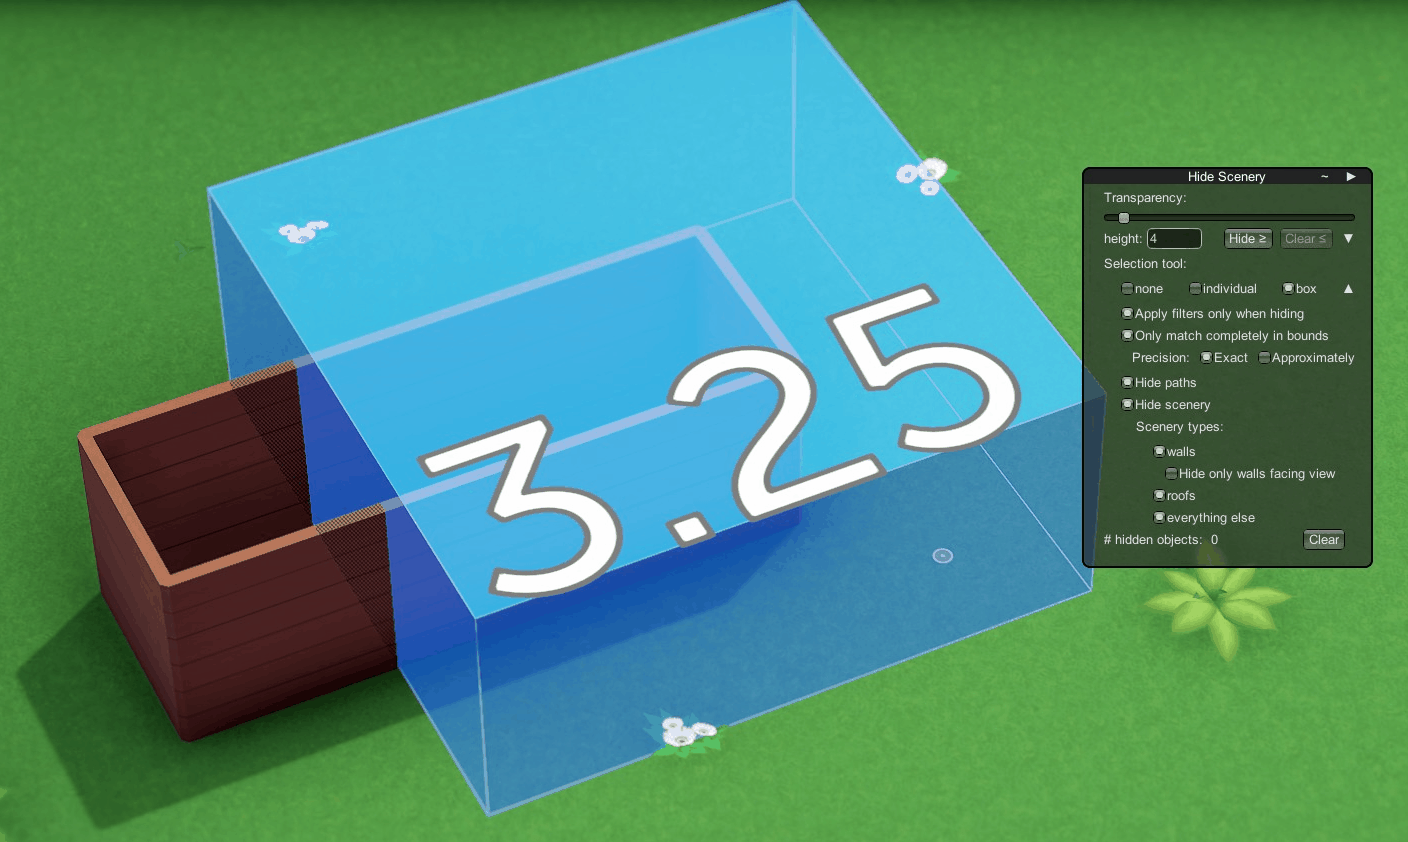 3.25
Hide Scenery ~ ▶
Transparency:
height: 4 Hide ≥ Clear ≤ ▼
Selection tool:
none individual box ▲
Apply filters only when hiding
Only match completely in bounds
Precision: Exact Approximately
Hide paths
Hide scenery
Scenery types:
walls
Hide only walls facing view
roofs
everything else
# hidden objects: 0 Clear